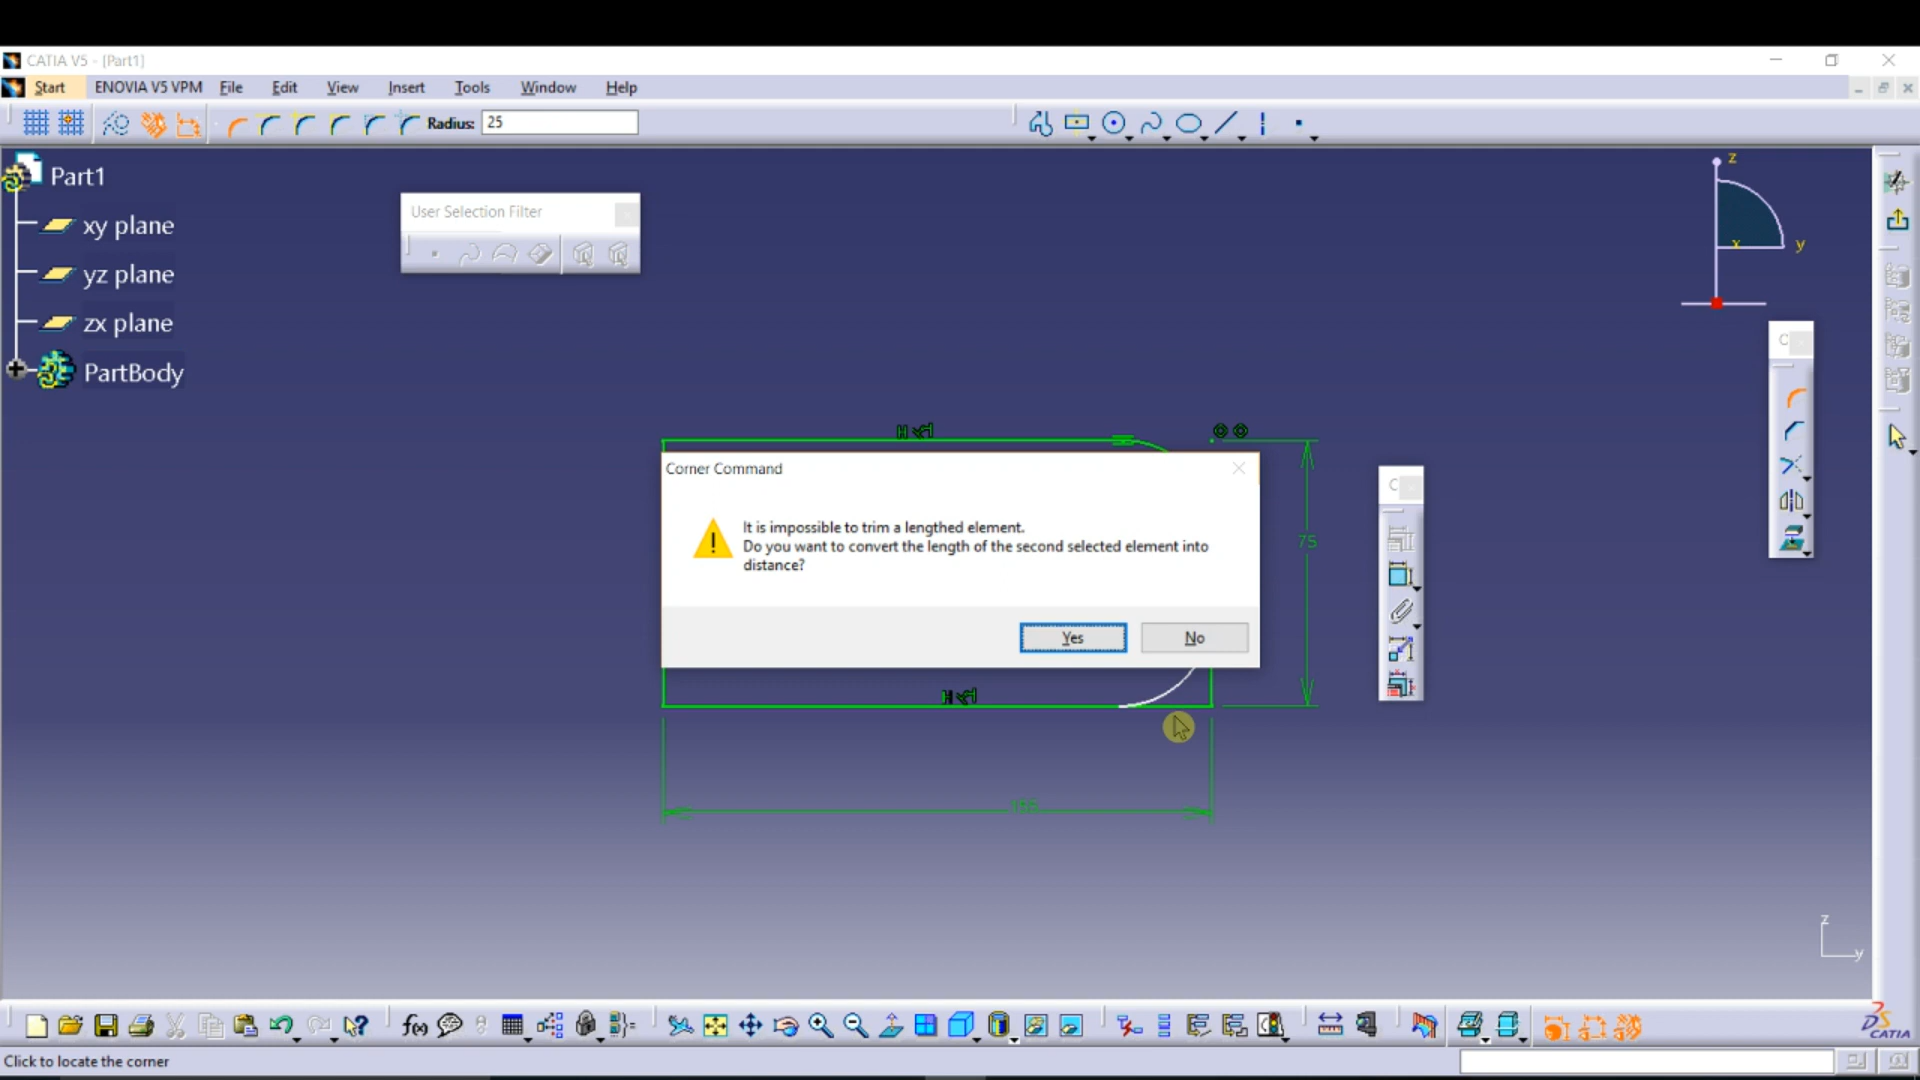 CATIA V5 - [Part1]
Start ENOVIA V5 VPM File Edit View Insert Tools Window Help
Radius: 25
Part1
xy plane
yz plane
zx plane
PartBody
User Selection Filter
z
x
y
C
C
H H
75
Corner Command
It is impossible to trim a lengthed element.
Do you want to convert the length of the second selected element into
distance?
Yes No
z
y
f(x)
Click to locate the corner
CATIA